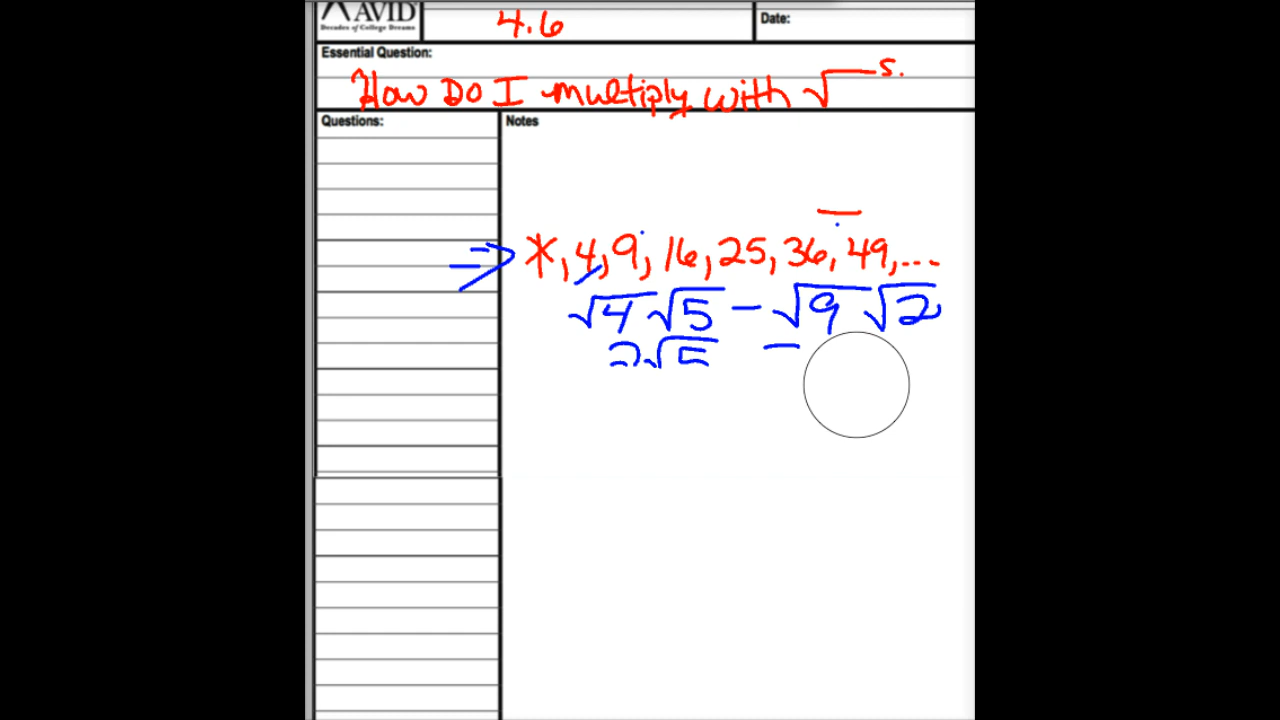 AVID
Decades of College Dreams
4.6
Date:
Essential Question:
How Do I multiply with √ s.
Questions:
Notes
*, 4, 9, 16, 25, 36, 49, ...
√4 √5 - √9 √2
2√5 -